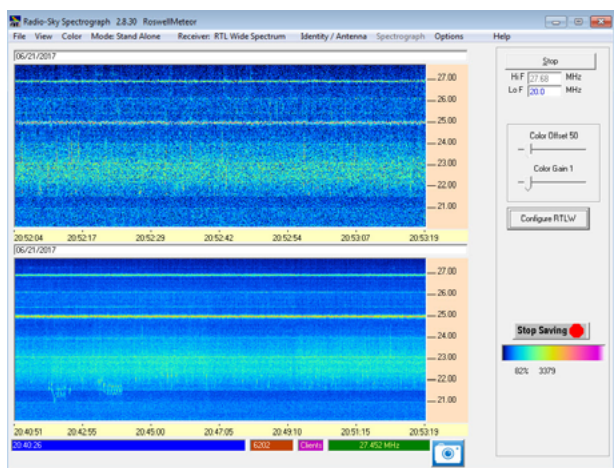 Radio-Sky Spectrograph 2.8.30 RoswellMeteor
File View Color Mode: Stand Alone Receiver: RTL Wide Spectrum Identity / Antenna Spectrograph Options Help
06/21/2017
27.00
26.00
25.00
24.00
23.00
22.00
21.00
20:52:04 20:52:17 20:52:29 20:52:42 20:52:54 20:53:07 20:53:19
06/21/2017
27.00
26.00
25.00
24.00
23.00
22.00
21.00
20:40:51 20:42:55 20:45:00 20:47:05 20:49:10 20:51:15 20:53:19
20:40:26 6202 Clients 27.452 MHz
Stop
Hi F 27.68 MHz
Lo F 20.0 MHz
Color Offset 50
Color Gain 1
Configure RTLW
Stop Saving
82% 3379